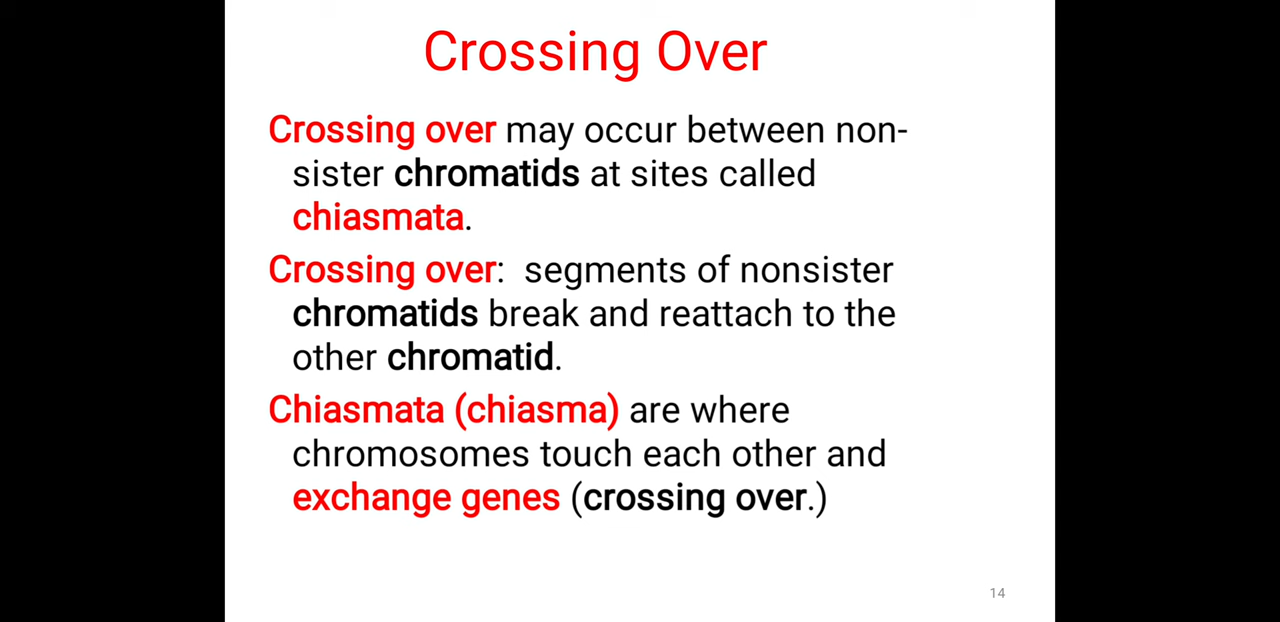 Crossing Over
Crossing over may occur between non-
sister chromatids at sites called
chiasmata.
Crossing over:  segments of nonsister
chromatids break and reattach to the
other chromatid.
Chiasmata (chiasma) are where
chromosomes touch each other and
exchange genes (crossing over.)
14